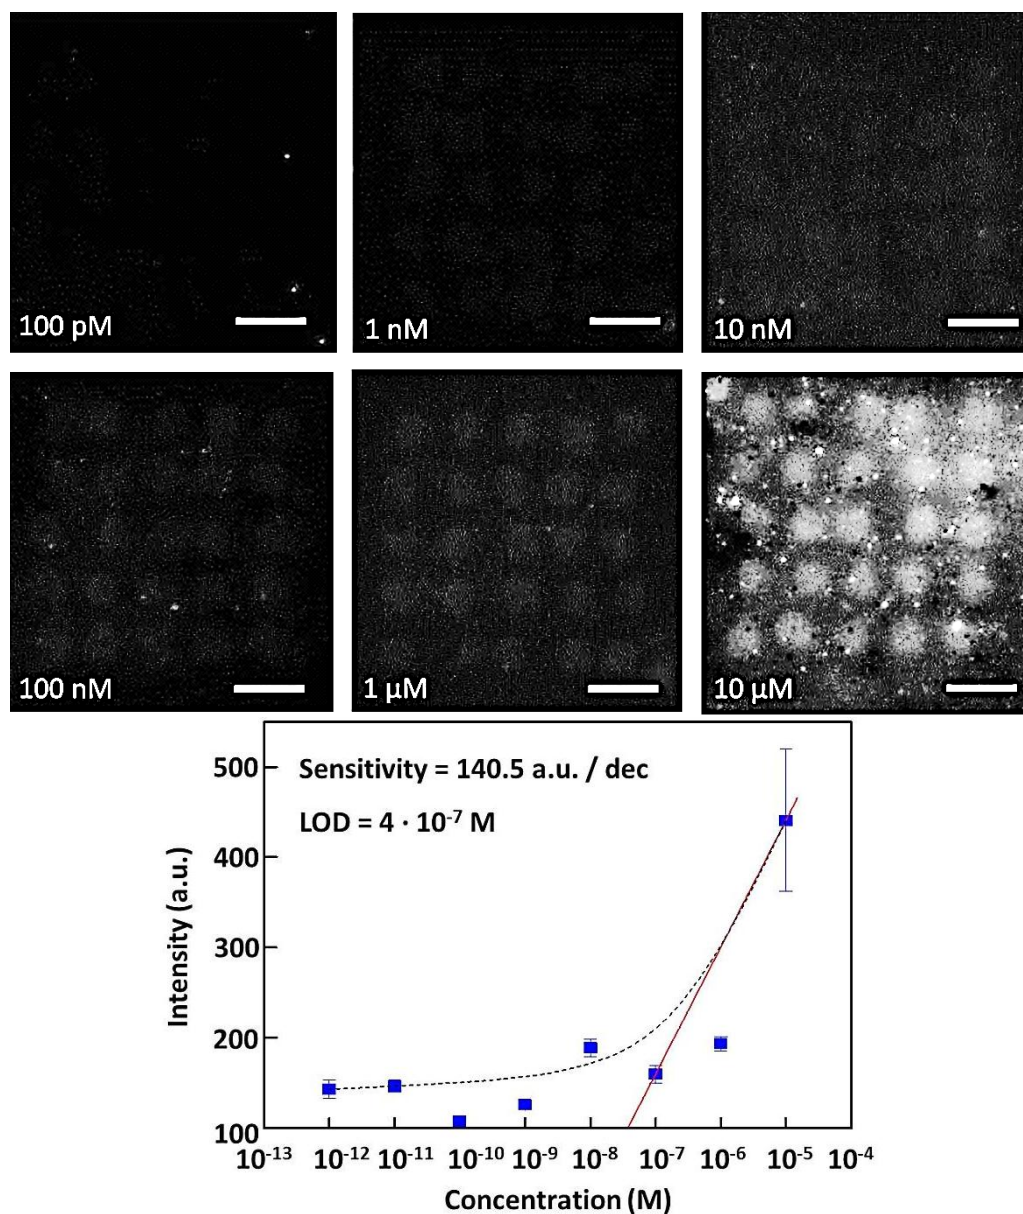 100 pM
1 nM
10 nM
100 nM
1 µM
10 µM
Sensitivity = 140.5 a.u. / dec
LOD = 4 · 10⁻⁷ M
500
400
300
200
100
Intensity (a.u.)
10⁻¹³ 10⁻¹² 10⁻¹¹ 10⁻¹⁰ 10⁻⁹ 10⁻⁸ 10⁻⁷ 10⁻⁶ 10⁻⁵ 10⁻⁴
Concentration (M)